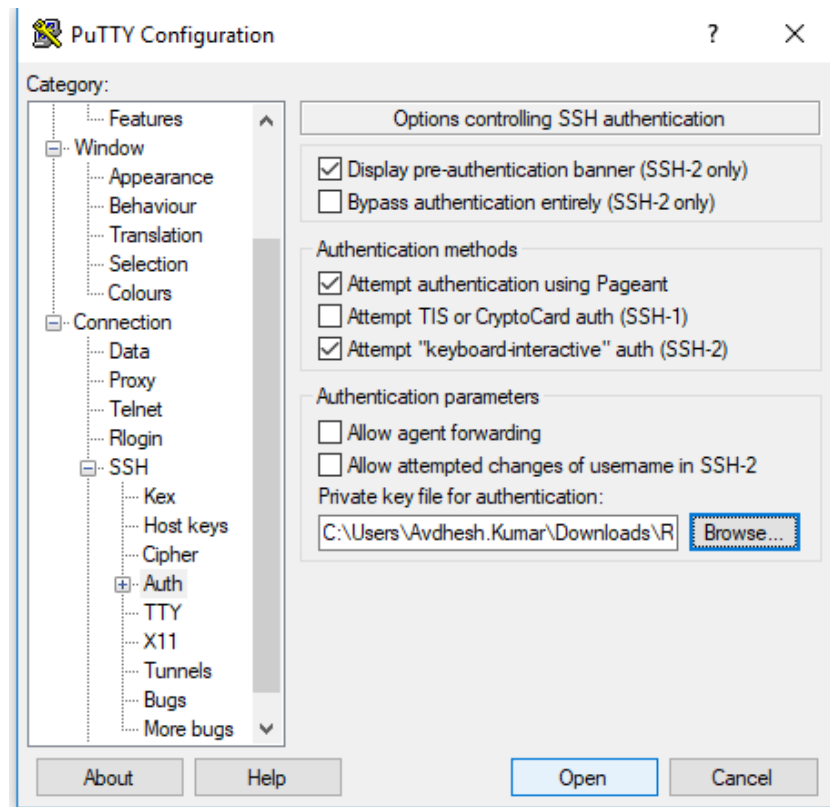 PuTTY Configuration
?
Category:
Features
Window
Appearance
Behaviour
Translation
Selection
Colours
Connection
Data
Proxy
Telnet
Rlogin
SSH
Kex
Host keys
Cipher
Auth
TTY
X11
Tunnels
Bugs
More bugs
Options controlling SSH authentication
Display pre-authentication banner (SSH-2 only)
Bypass authentication entirely (SSH-2 only)
Authentication methods
Attempt authentication using Pageant
Attempt TIS or CryptoCard auth (SSH-1)
Attempt "keyboard-interactive" auth (SSH-2)
Authentication parameters
Allow agent forwarding
Allow attempted changes of username in SSH-2
Private key file for authentication:
C:\Users\Avdhesh.Kumar\Downloads\R Browse...
About Help Open Cancel